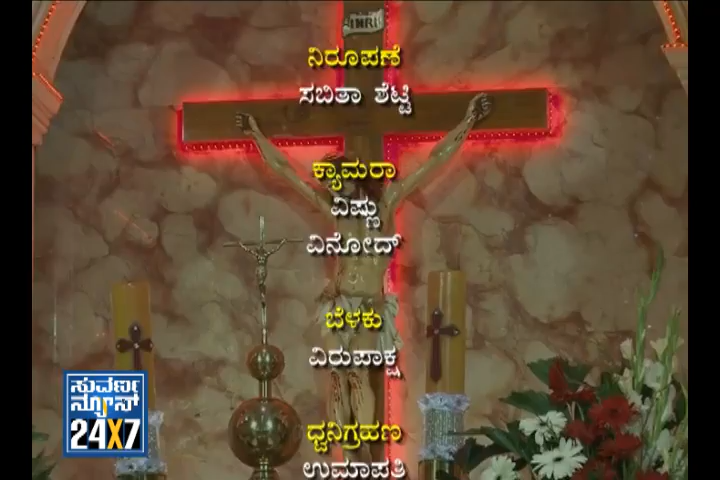 INRI
ನಿರೂಪಣೆ
ಸಬಿತಾ ಶೆಟ್ಟಿ
ಕ್ಯಾಮರಾ
ವಿಷ್ಣು
ವಿನೋದ್
ಬೆಳಕು
ವಿರುಪಾಕ್ಷ
ಧ್ವನಿಗ್ರಹಣ
ಉಮಾಪತಿ
ಸುವರ್ಣ
ನ್ಯೂಸ್
24X7